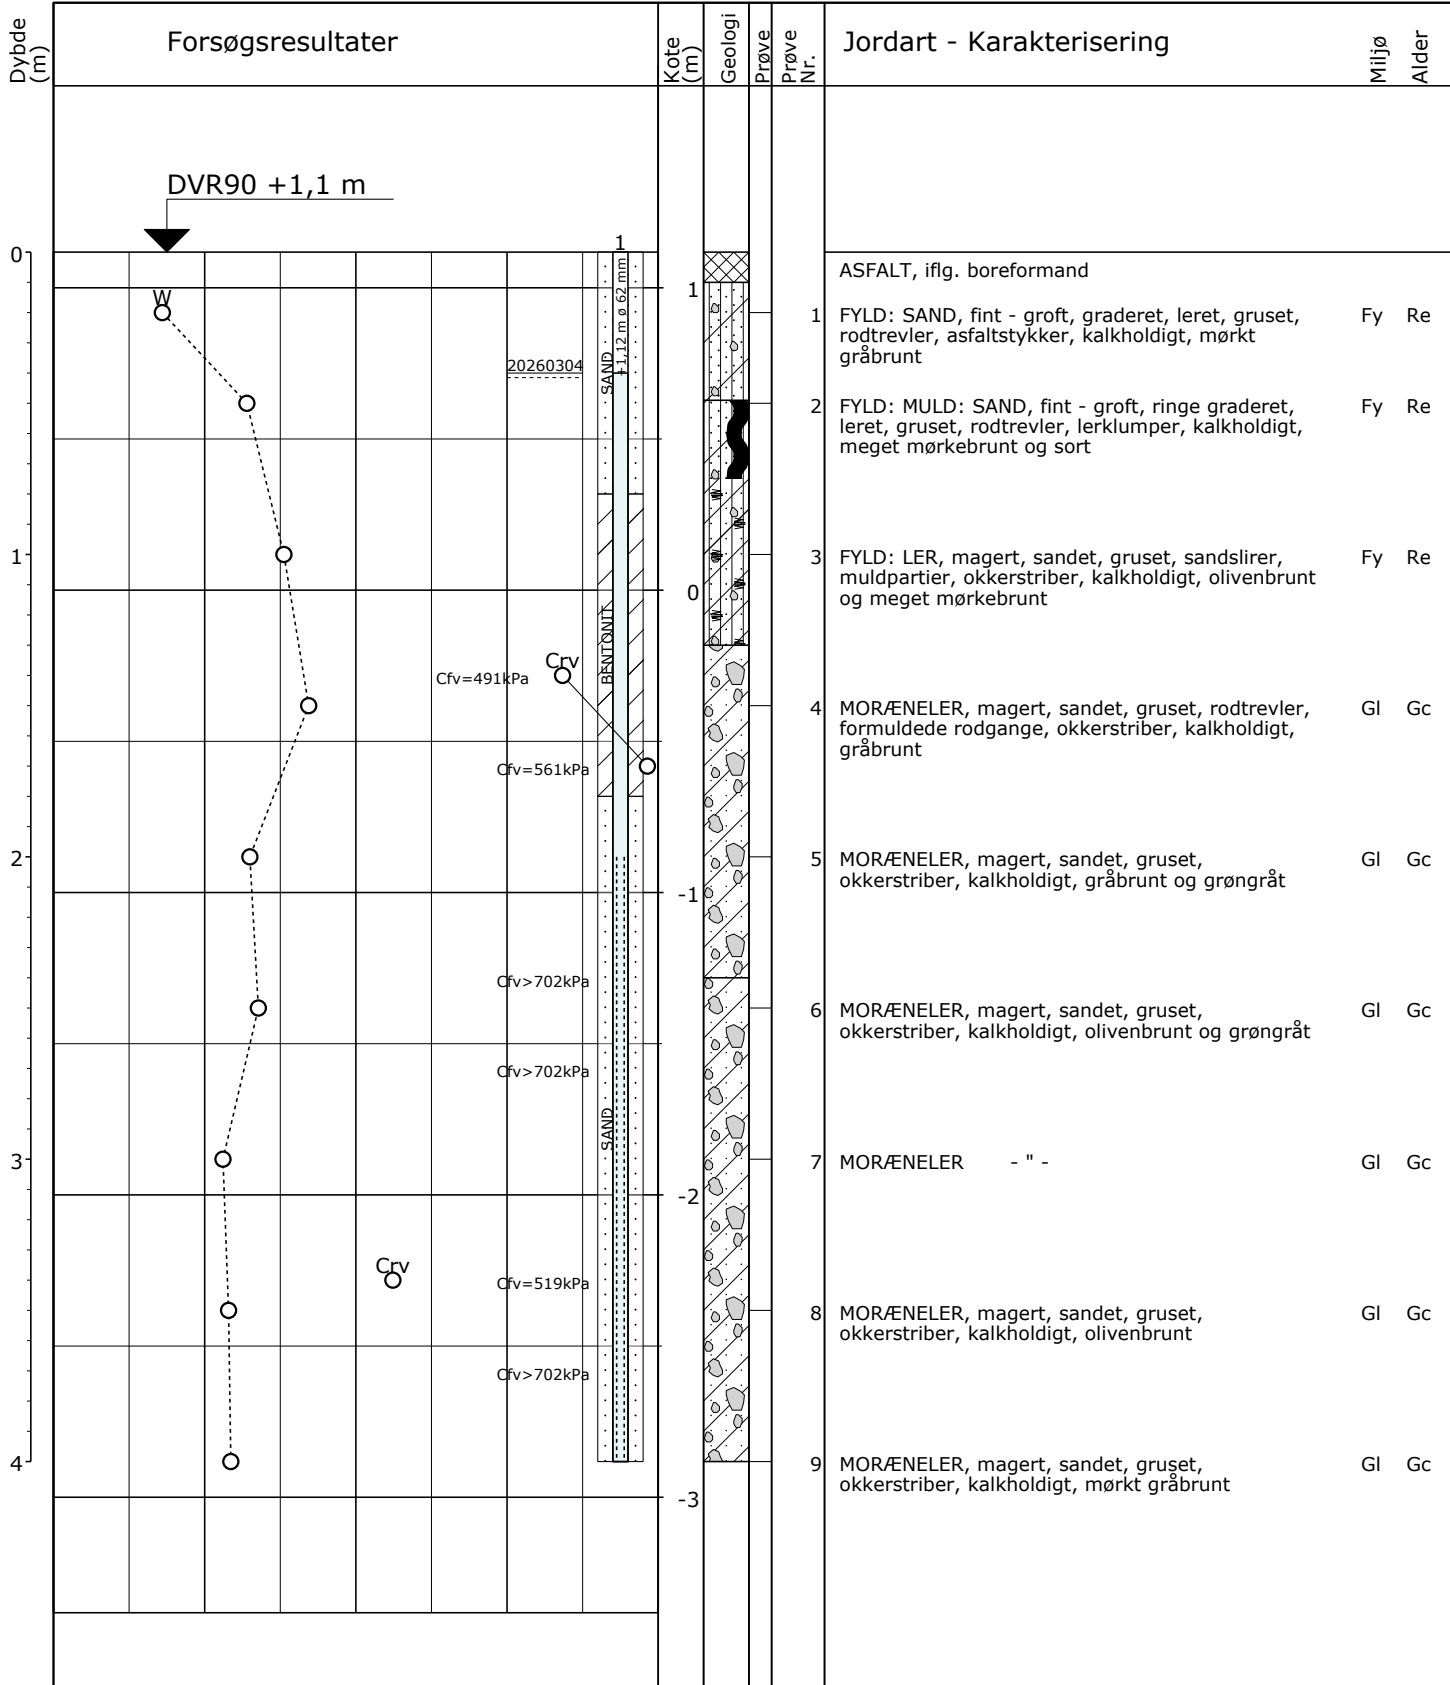 Dybde
(m)
Forsøgsresultater
Kote
(m)
Geologi
Prøve
Prøve
Nr.
Jordart - Karakterisering
Miljø
Alder
DVR90 +1,1 m
0
1
2
3
4
W
20260304
1
+1,12 m ø 62 mm
SAND
BENTONIT
SAND
Crv
Cfv=491kPa
Cfv=561kPa
Cfv>702kPa
Cfv>702kPa
Crv
Cfv=519kPa
Cfv>702kPa
1
0
-1
-2
-3
ASFALT, iflg. boreformand
1 FYLD: SAND, fint - groft, graderet, leret, gruset, Fy Re
rodtrevler, asfaltstykker, kalkholdigt, mørkt
gråbrunt
2 FYLD: MULD: SAND, fint - groft, ringe graderet, Fy Re
leret, gruset, rodtrevler, lerklumper, kalkholdigt,
meget mørkebrunt og sort
3 FYLD: LER, magert, sandet, gruset, sandslirer, Fy Re
muldpartier, okkerstriber, kalkholdigt, olivenbrunt
og meget mørkebrunt
4 MORÆNELER, magert, sandet, gruset, rodtrevler, Gl Gc
formuldede rodgange, okkerstriber, kalkholdigt,
gråbrunt
5 MORÆNELER, magert, sandet, gruset, Gl Gc
okkerstriber, kalkholdigt, gråbrunt og grøngråt
6 MORÆNELER, magert, sandet, gruset, Gl Gc
okkerstriber, kalkholdigt, olivenbrunt og grøngråt
7 MORÆNELER - " - Gl Gc
8 MORÆNELER, magert, sandet, gruset, Gl Gc
okkerstriber, kalkholdigt, olivenbrunt
9 MORÆNELER, magert, sandet, gruset, Gl Gc
okkerstriber, kalkholdigt, mørkt gråbrunt